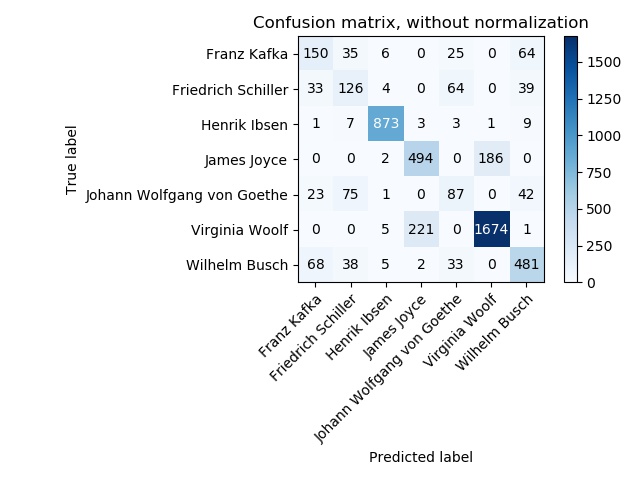 Confusion matrix, without normalization
Franz Kafka 150 35 6 0 25 0 64
Friedrich Schiller 33 126 4 0 64 0 39
Henrik Ibsen 1 7 873 3 3 1 9
James Joyce 0 0 2 494 0 186 0
Johann Wolfgang von Goethe 23 75 1 0 87 0 42
Virginia Woolf 0 0 5 221 0 1674 1
Wilhelm Busch 68 38 5 2 33 0 481
True label
Franz Kafka
Friedrich Schiller
Henrik Ibsen
James Joyce
Johann Wolfgang von Goethe
Virginia Woolf
Wilhelm Busch
Predicted label
1500
1250
1000
750
500
250
0